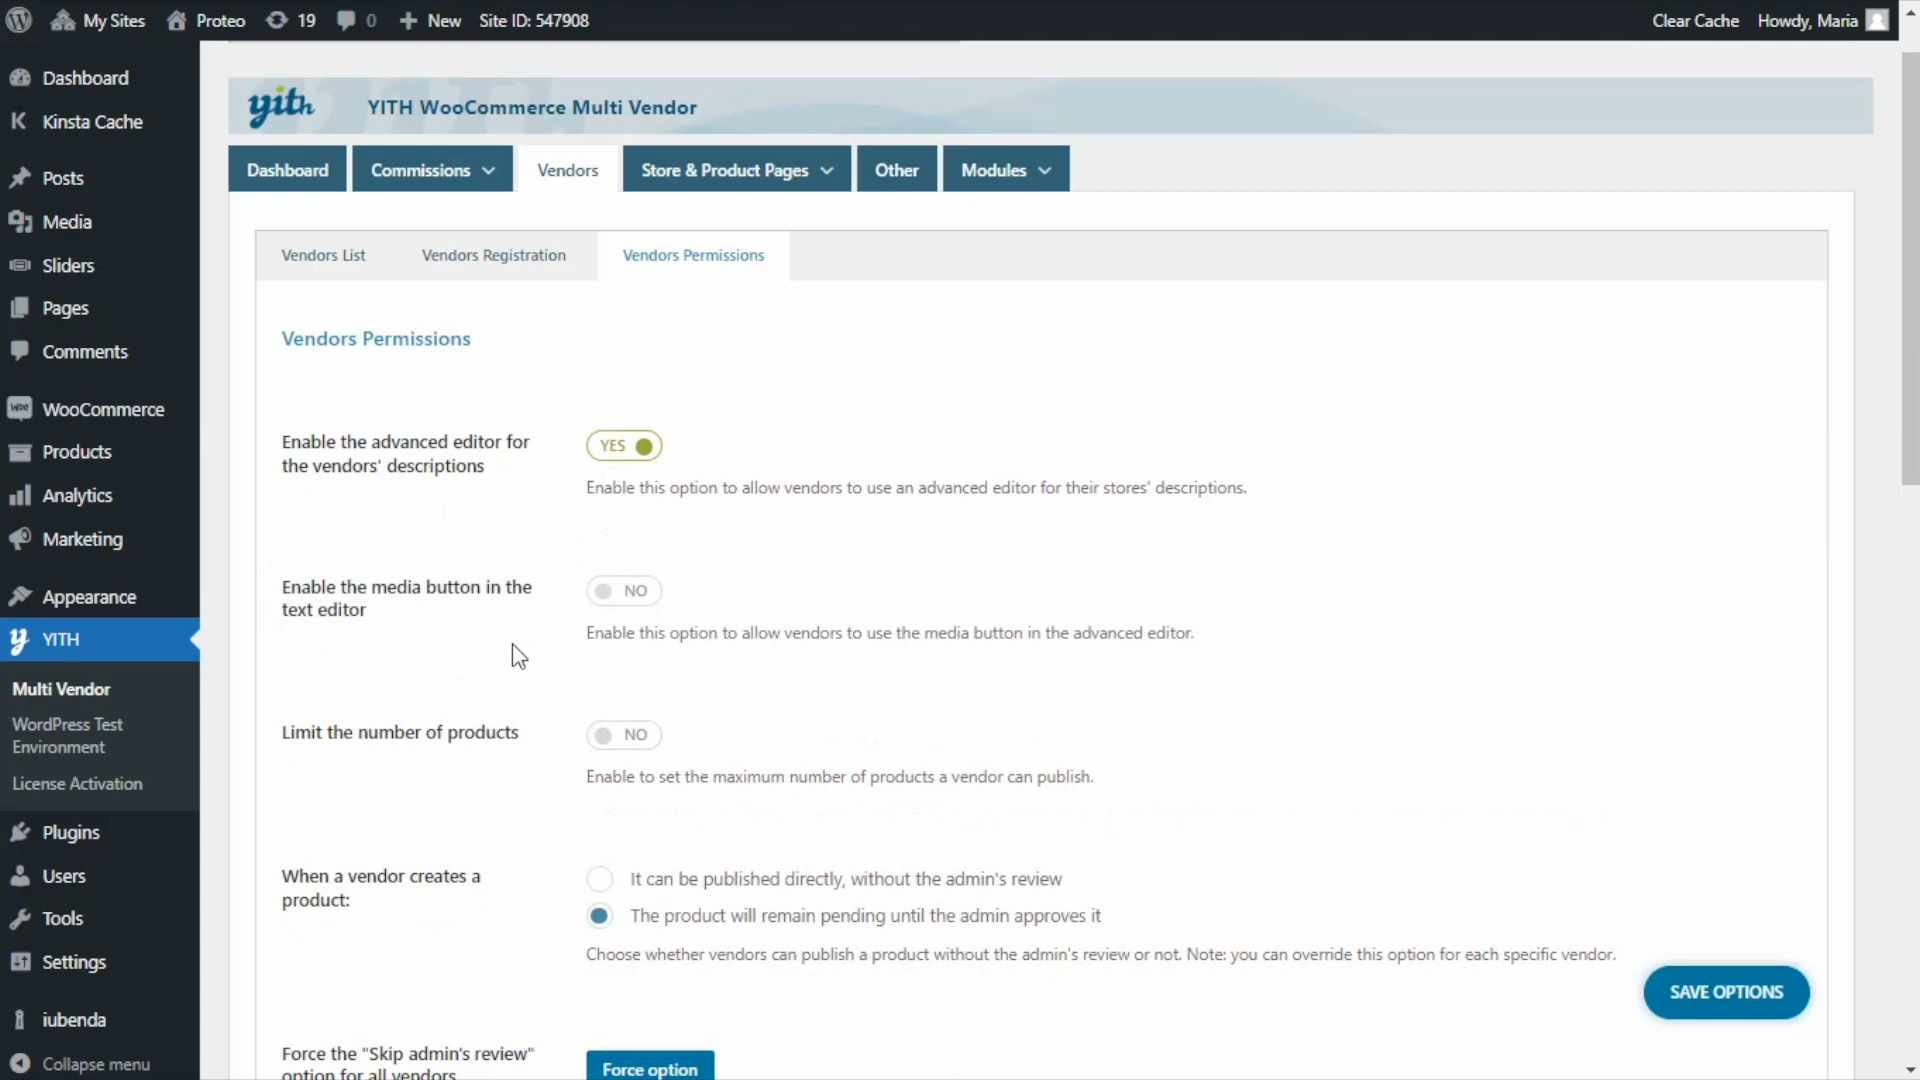 My Sites Proteo 19 0 New Site ID: 547908 Clear Cache Howdy, Maria
Dashboard
Kinsta Cache
Posts
Media
Sliders
Pages
Comments
WooCommerce
Products
Analytics
Marketing
Appearance
YITH
Multi Vendor
WordPress Test
Environment
License Activation
Plugins
Users
Tools
Settings
iubenda
Collapse menu
yith YITH WooCommerce Multi Vendor
Dashboard Commissions Vendors Store & Product Pages Other Modules
Vendors List Vendors Registration Vendors Permissions
Vendors Permissions
Enable the advanced editor for
the vendors' descriptions
YES
Enable this option to allow vendors to use an advanced editor for their stores' descriptions.
Enable the media button in the
text editor
NO
Enable this option to allow vendors to use the media button in the advanced editor.
Limit the number of products
NO
Enable to set the maximum number of products a vendor can publish.
When a vendor creates a
product:
It can be published directly, without the admin's review
The product will remain pending until the admin approves it
Choose whether vendors can publish a product without the admin's review or not. Note: you can override this option for each specific vendor.
SAVE OPTIONS
Force the "Skip admin's review"
option for all vendors
Force option